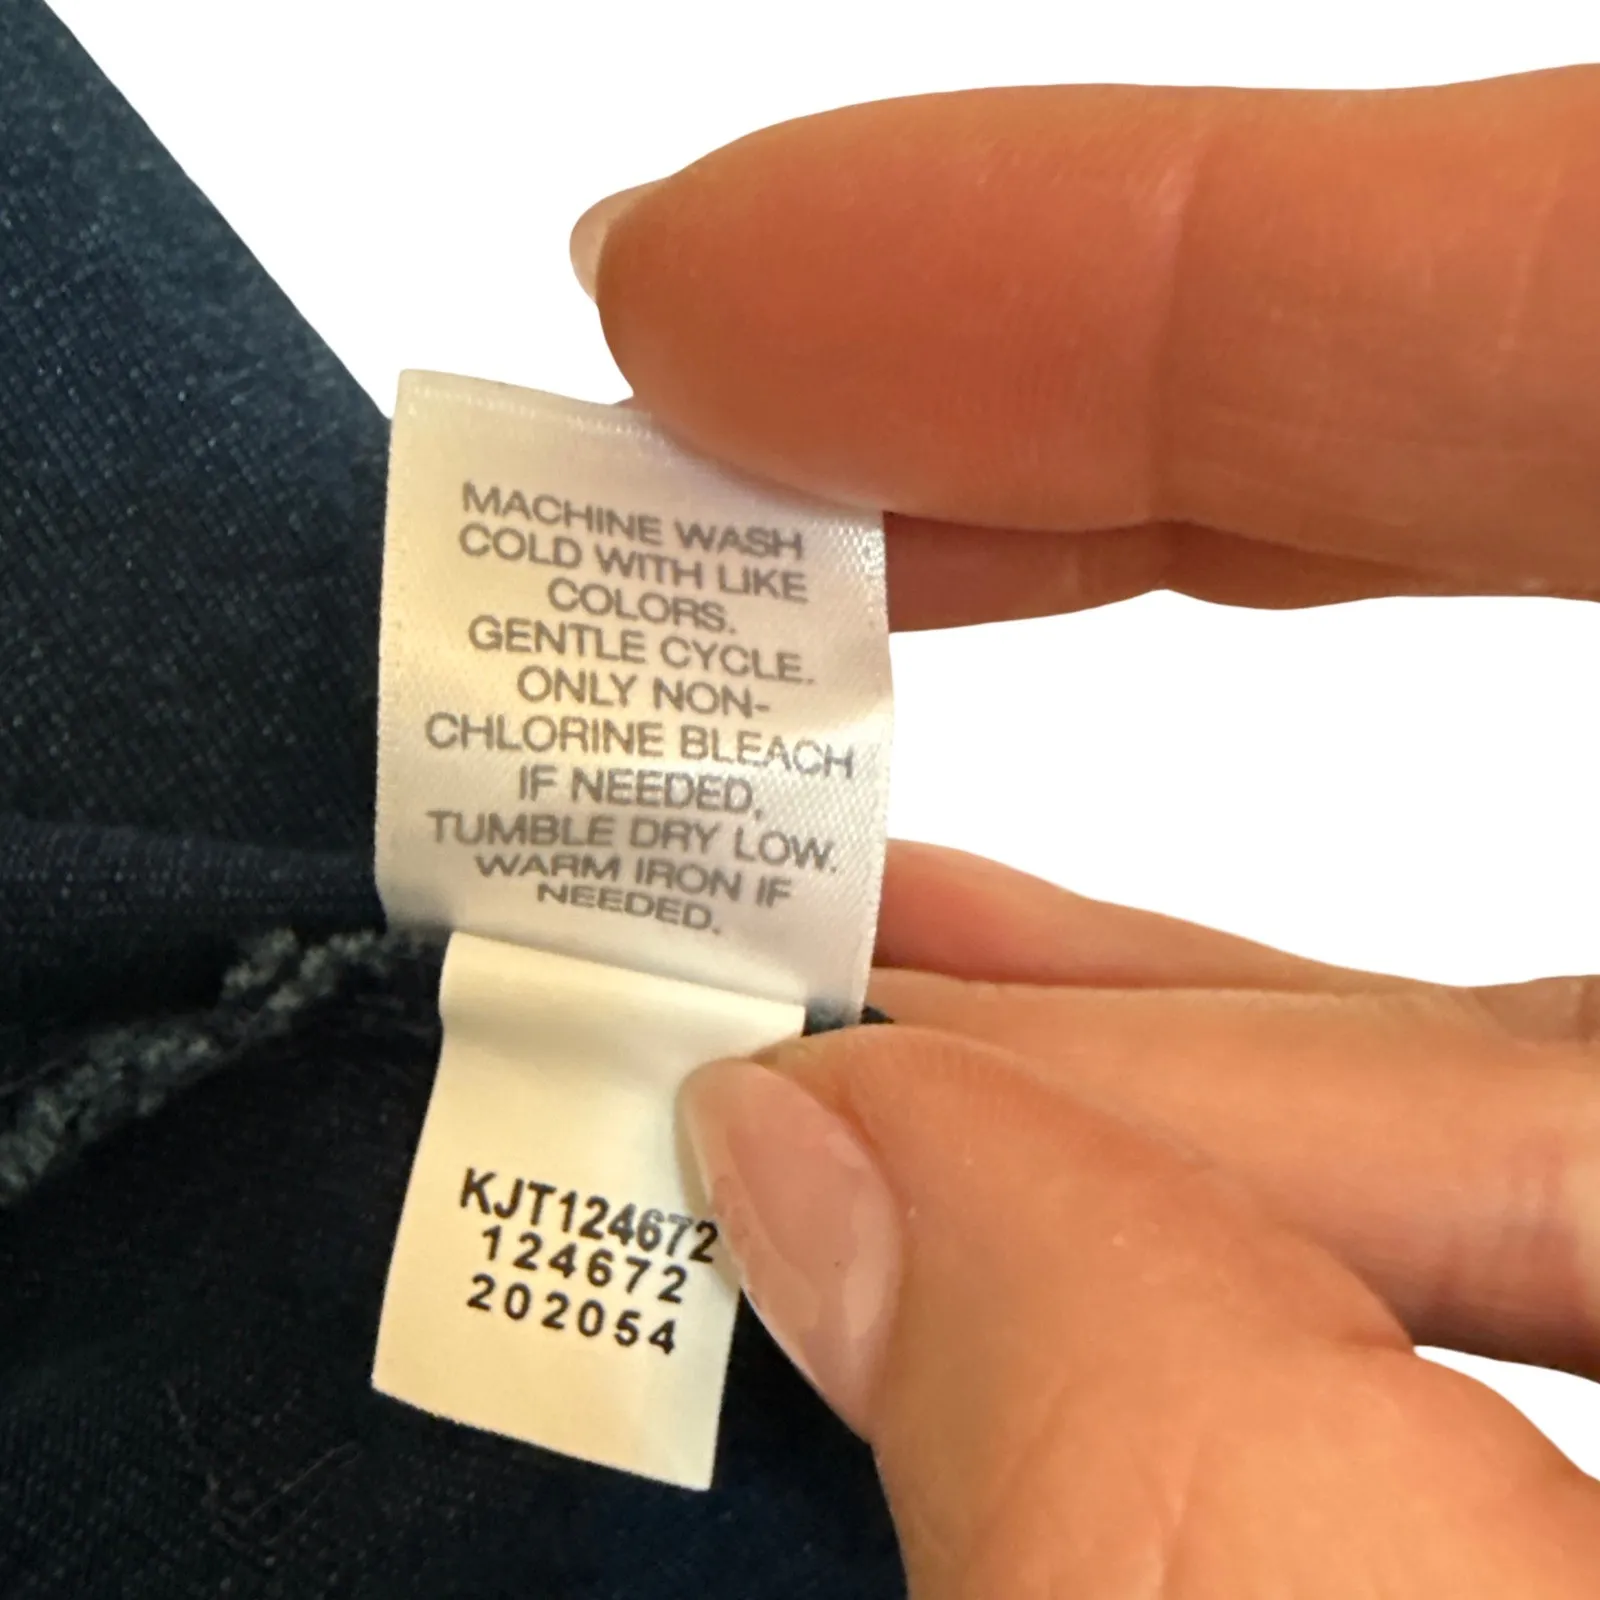 MACHINE WASH
COLD WITH LIKE
COLORS.
GENTLE CYCLE.
ONLY NON-
CHLORINE BLEACH
IF NEEDED,
TUMBLE DRY LOW.
WARM IRON IF
NEEDED.
KJT124672
124672
202054